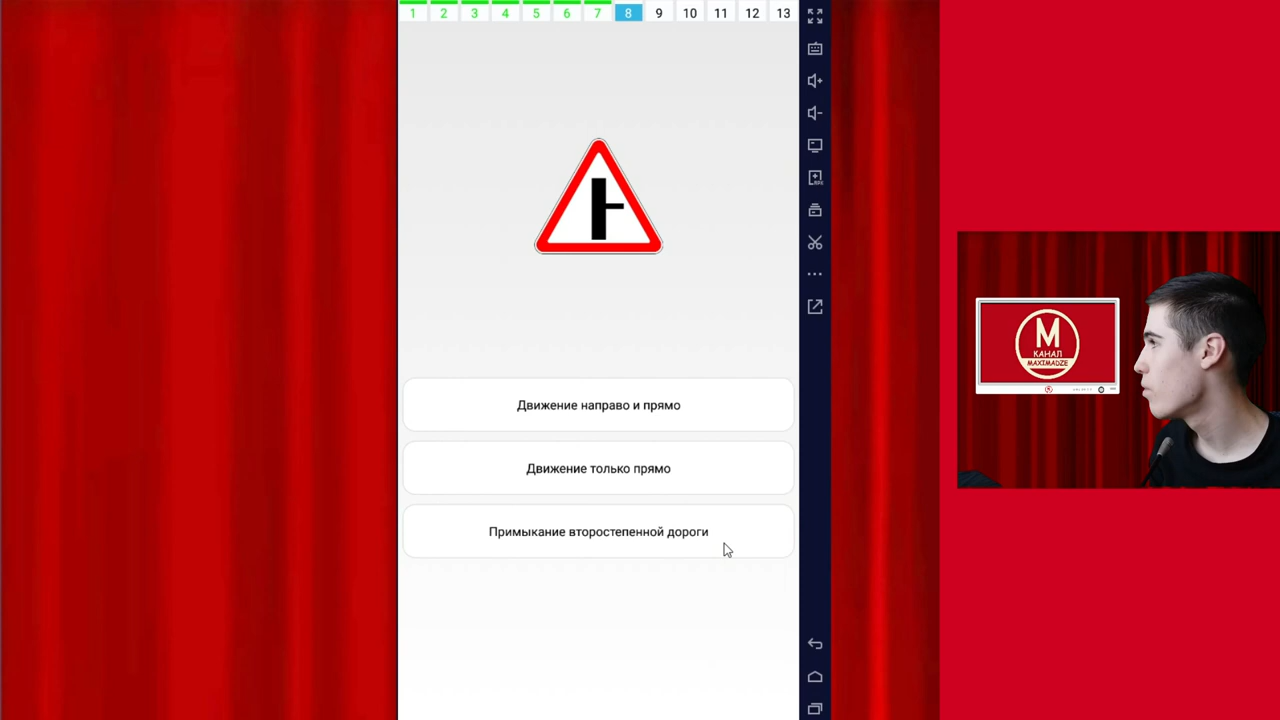 1 2 3 4 5 6 7 8 9 10 11 12 13
Движение направо и прямо
Движение только прямо
Примыкание второстепенной дороги
М
КАНАЛ
MAXIMADZE